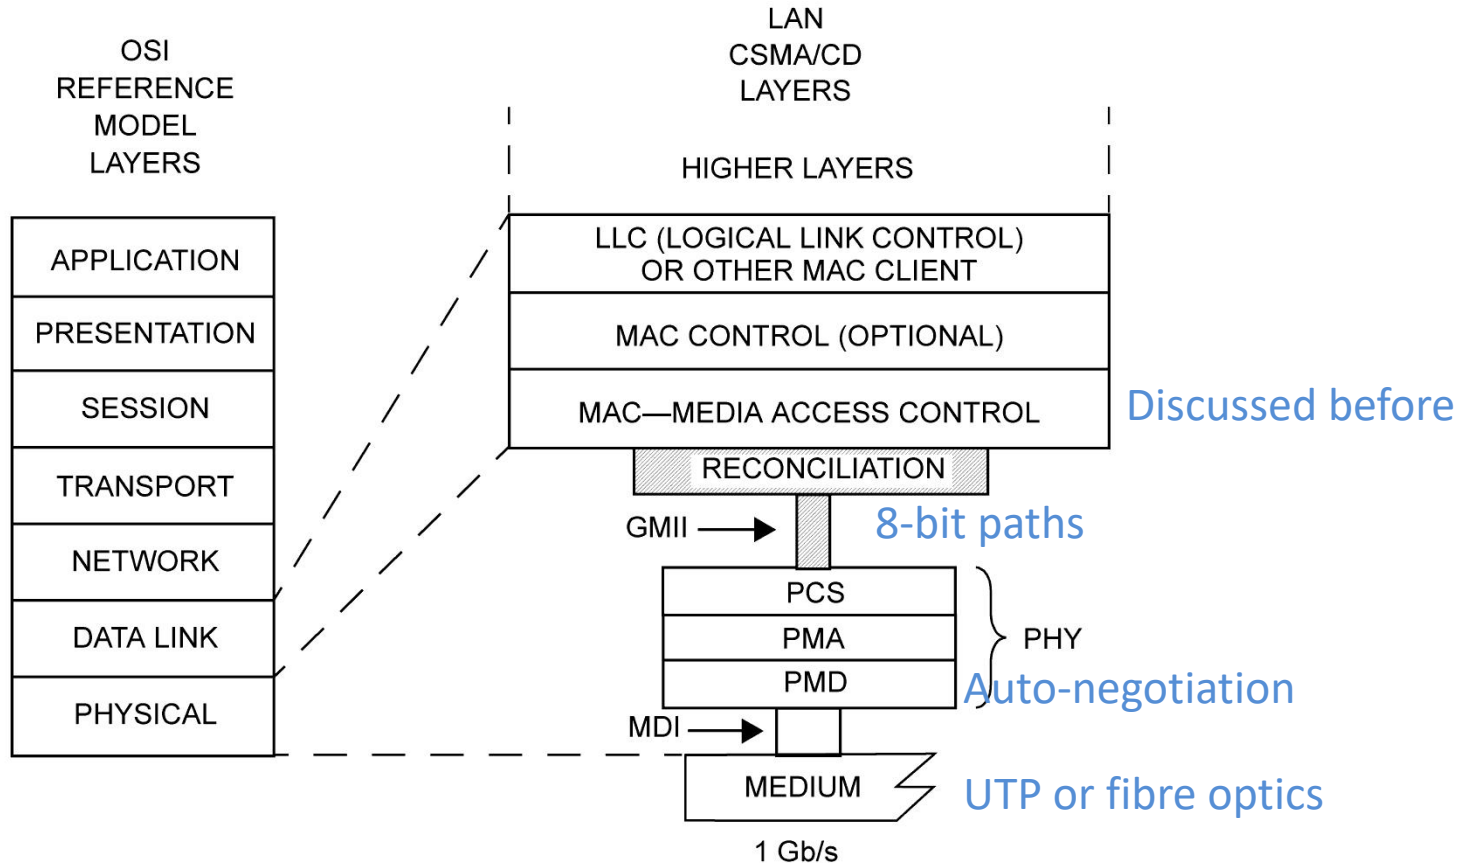 OSI
REFERENCE
MODEL
LAYERS
APPLICATION
PRESENTATION
SESSION
TRANSPORT
NETWORK
DATA LINK
PHYSICAL
LAN
CSMA/CD
LAYERS
HIGHER LAYERS
LLC (LOGICAL LINK CONTROL)
OR OTHER MAC CLIENT
MAC CONTROL (OPTIONAL)
MAC—MEDIA ACCESS CONTROL
Discussed before
RECONCILIATION
GMII
8-bit paths
PCS
PMA
PHY
PMD
Auto-negotiation
MDI
MEDIUM
UTP or fibre optics
1 Gb/s